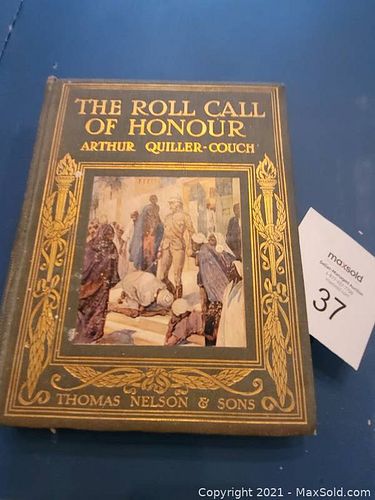 THE ROLL CALL
OF HONOUR
ARTHUR QUILLER-COUCH
THOMAS NELSON & SONS
maxsold
37
Copyright © 2021 - MaxSold.com